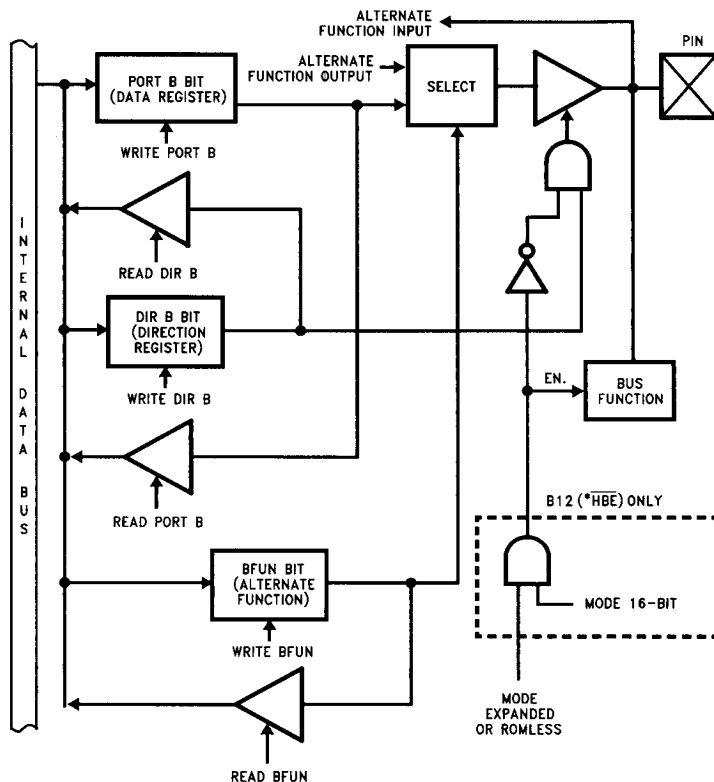 ALTERNATE
FUNCTION INPUT
PIN
ALTERNATE
FUNCTION OUTPUT
PORT B BIT
(DATA REGISTER)
SELECT
WRITE PORT B
READ DIR B
DIR B BIT
(DIRECTION
REGISTER)
WRITE DIR B
EN.
BUS
FUNCTION
READ PORT B
B12 (*HBE) ONLY
BFUN BIT
(ALTERNATE
FUNCTION)
MODE 16-BIT
WRITE BFUN
MODE
EXPANDED
OR ROMLESS
READ BFUN
INTERNAL DATA BUS